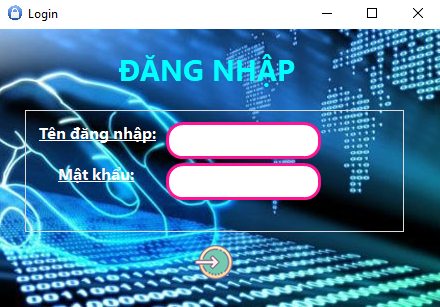 Login
ĐĂNG NHẬP
Tên đăng nhập:
Mật khẩu: